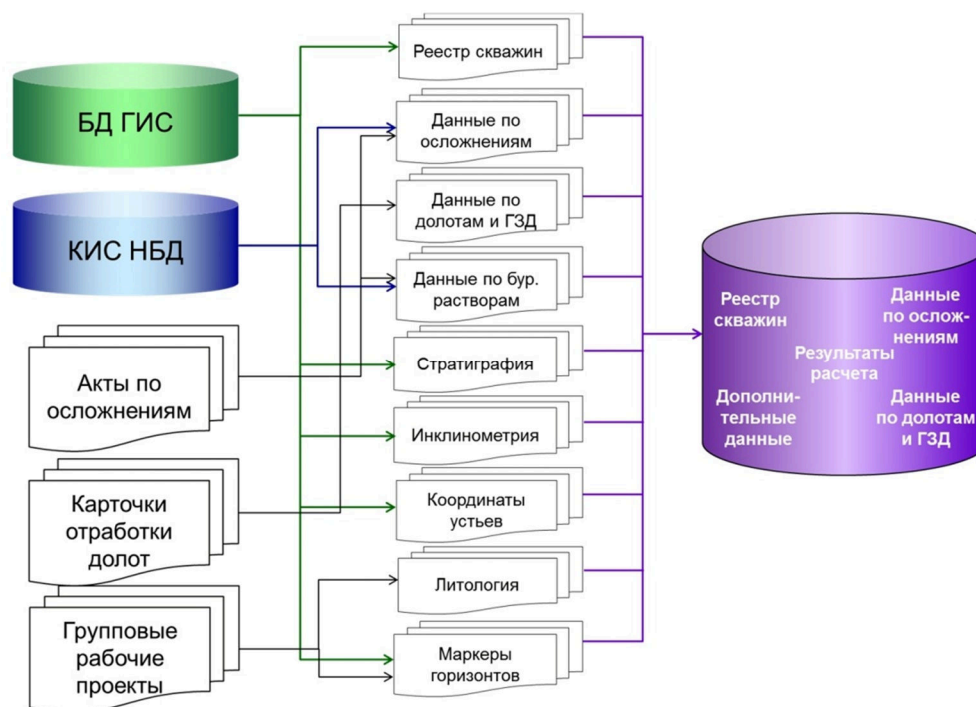 БД ГИС
КИС НБД
Акты по
осложнениям
Карточки
отработки
долот
Групповые
рабочие
проекты
Реестр скважин
Данные по
осложнениям
Данные по
долотам и ГЗД
Данные по бур.
растворам
Стратиграфия
Инклинометрия
Координаты
устьев
Литология
Маркеры
горизонтов
Реестр
скважин
Данные
по ослож-
нениям
Результаты
расчета
Дополни-
тельные
данные
Данные
по долотам
и ГЗД